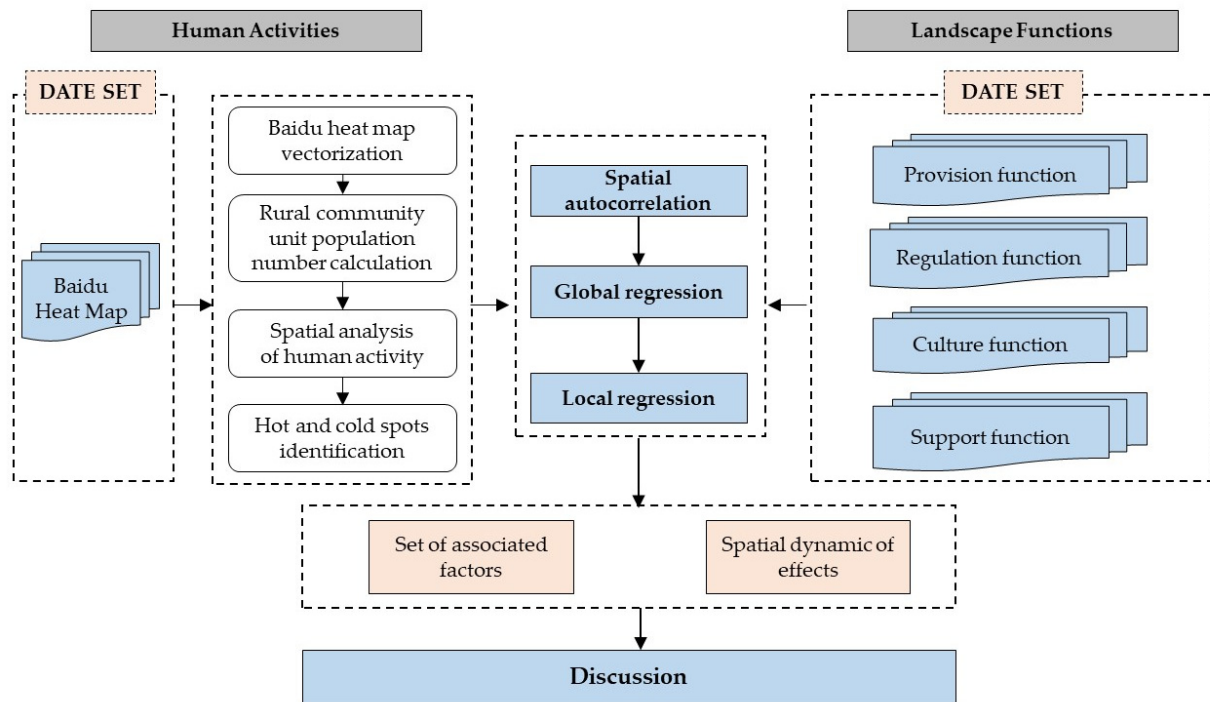 Human Activities
Landscape Functions
DATE SET
Baidu
Heat Map
Baidu heat map
vectorization
Rural community
unit population
number calculation
Spatial analysis
of human activity
Hot and cold spots
identification
Spatial
autocorrelation
Global regression
Local regression
DATE SET
Provision function
Regulation function
Culture function
Support function
Set of associated
factors
Spatial dynamic of
effects
Discussion